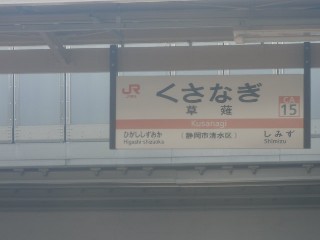 JR
くさなぎ
草薙
CA
15
Kusanagi
ひがししずおか
Higashi-shizuoka
(静岡市清水区)
しみず
Shimizu